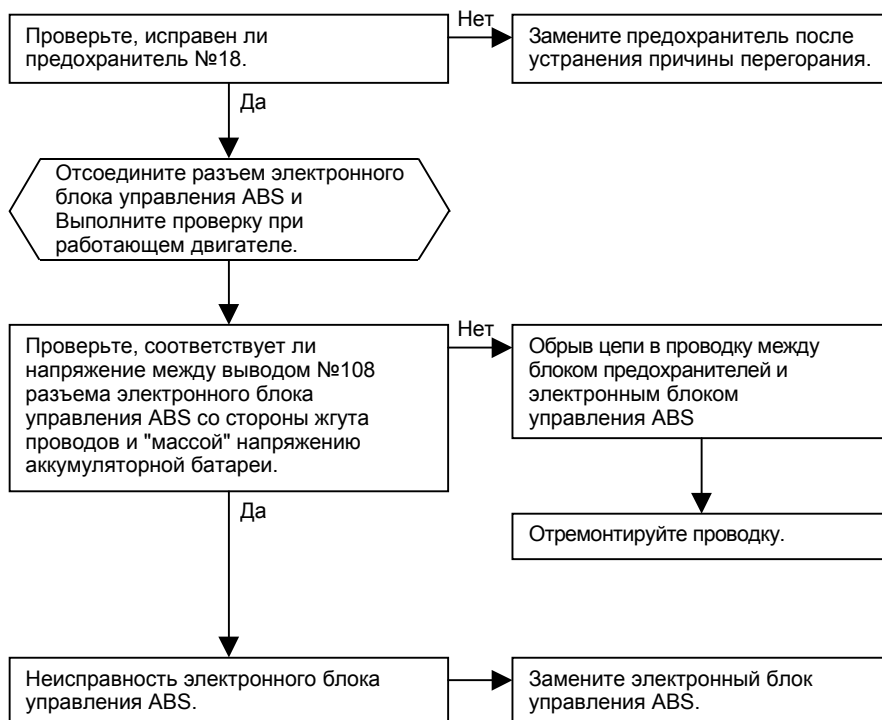 Проверьте, исправен ли
предохранитель №18.
Нет
Замените предохранитель после
устранения причины перегорания.
Да
Отсоедините разъем электронного
блока управления ABS и
Выполните проверку при
работающем двигателе.
Проверьте, соответствует ли
напряжение между выводом №108
разъема электронного блока
управления ABS со стороны жгута
проводов и "массой" напряжению
аккумуляторной батареи.
Нет
Обрыв цепи в проводку между
блоком предохранителей и
электронным блоком
управления ABS
Да
Отремонтируйте проводку.
Неисправность электронного блока
управления ABS.
Замените электронный блок
управления ABS.